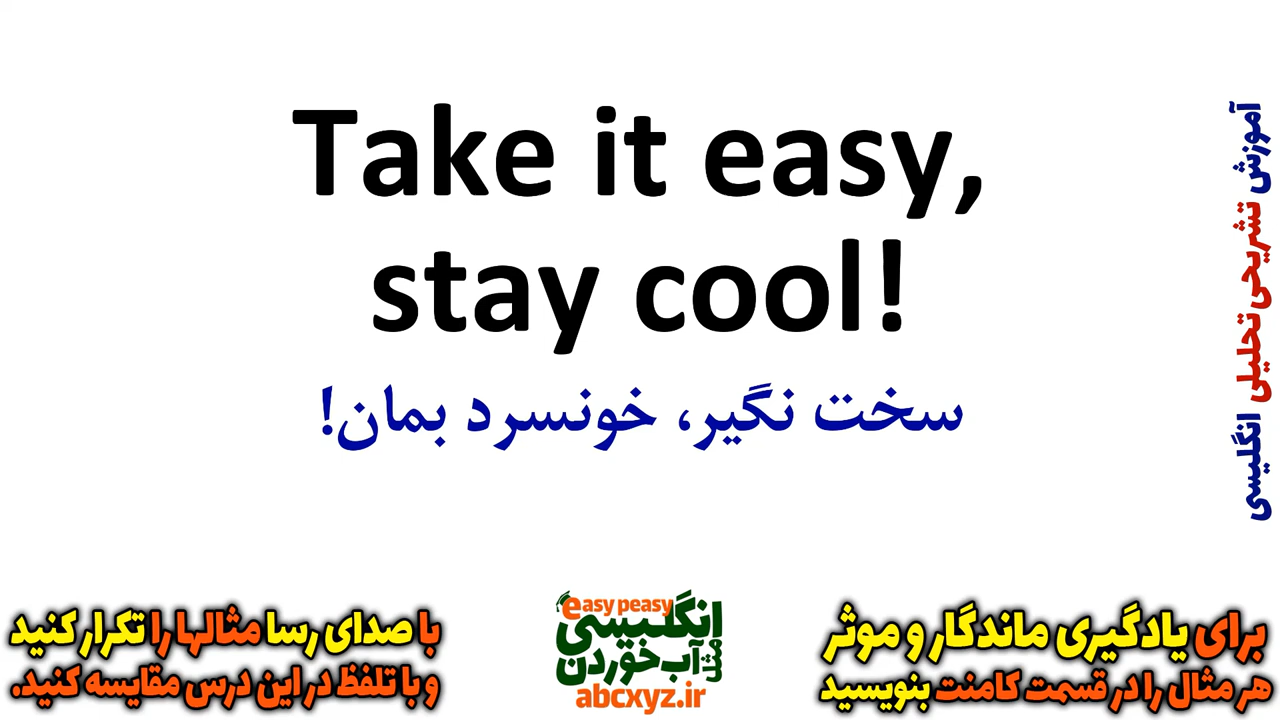 Take it easy,
stay cool!
سخت نگیر، خونسرد بمان!
آموزش تشریحی تحلیلی انگلیسی
برای یادگیری ماندگار و موثر
هر مثال را در قسمت کامنت بنویسید
easy peasy
انگلیسی
مثل آب خوردن
abcxyz.ir
با صدای رسا مثالها را تکرار کنید
و با تلفظ در این درس مقایسه کنید.